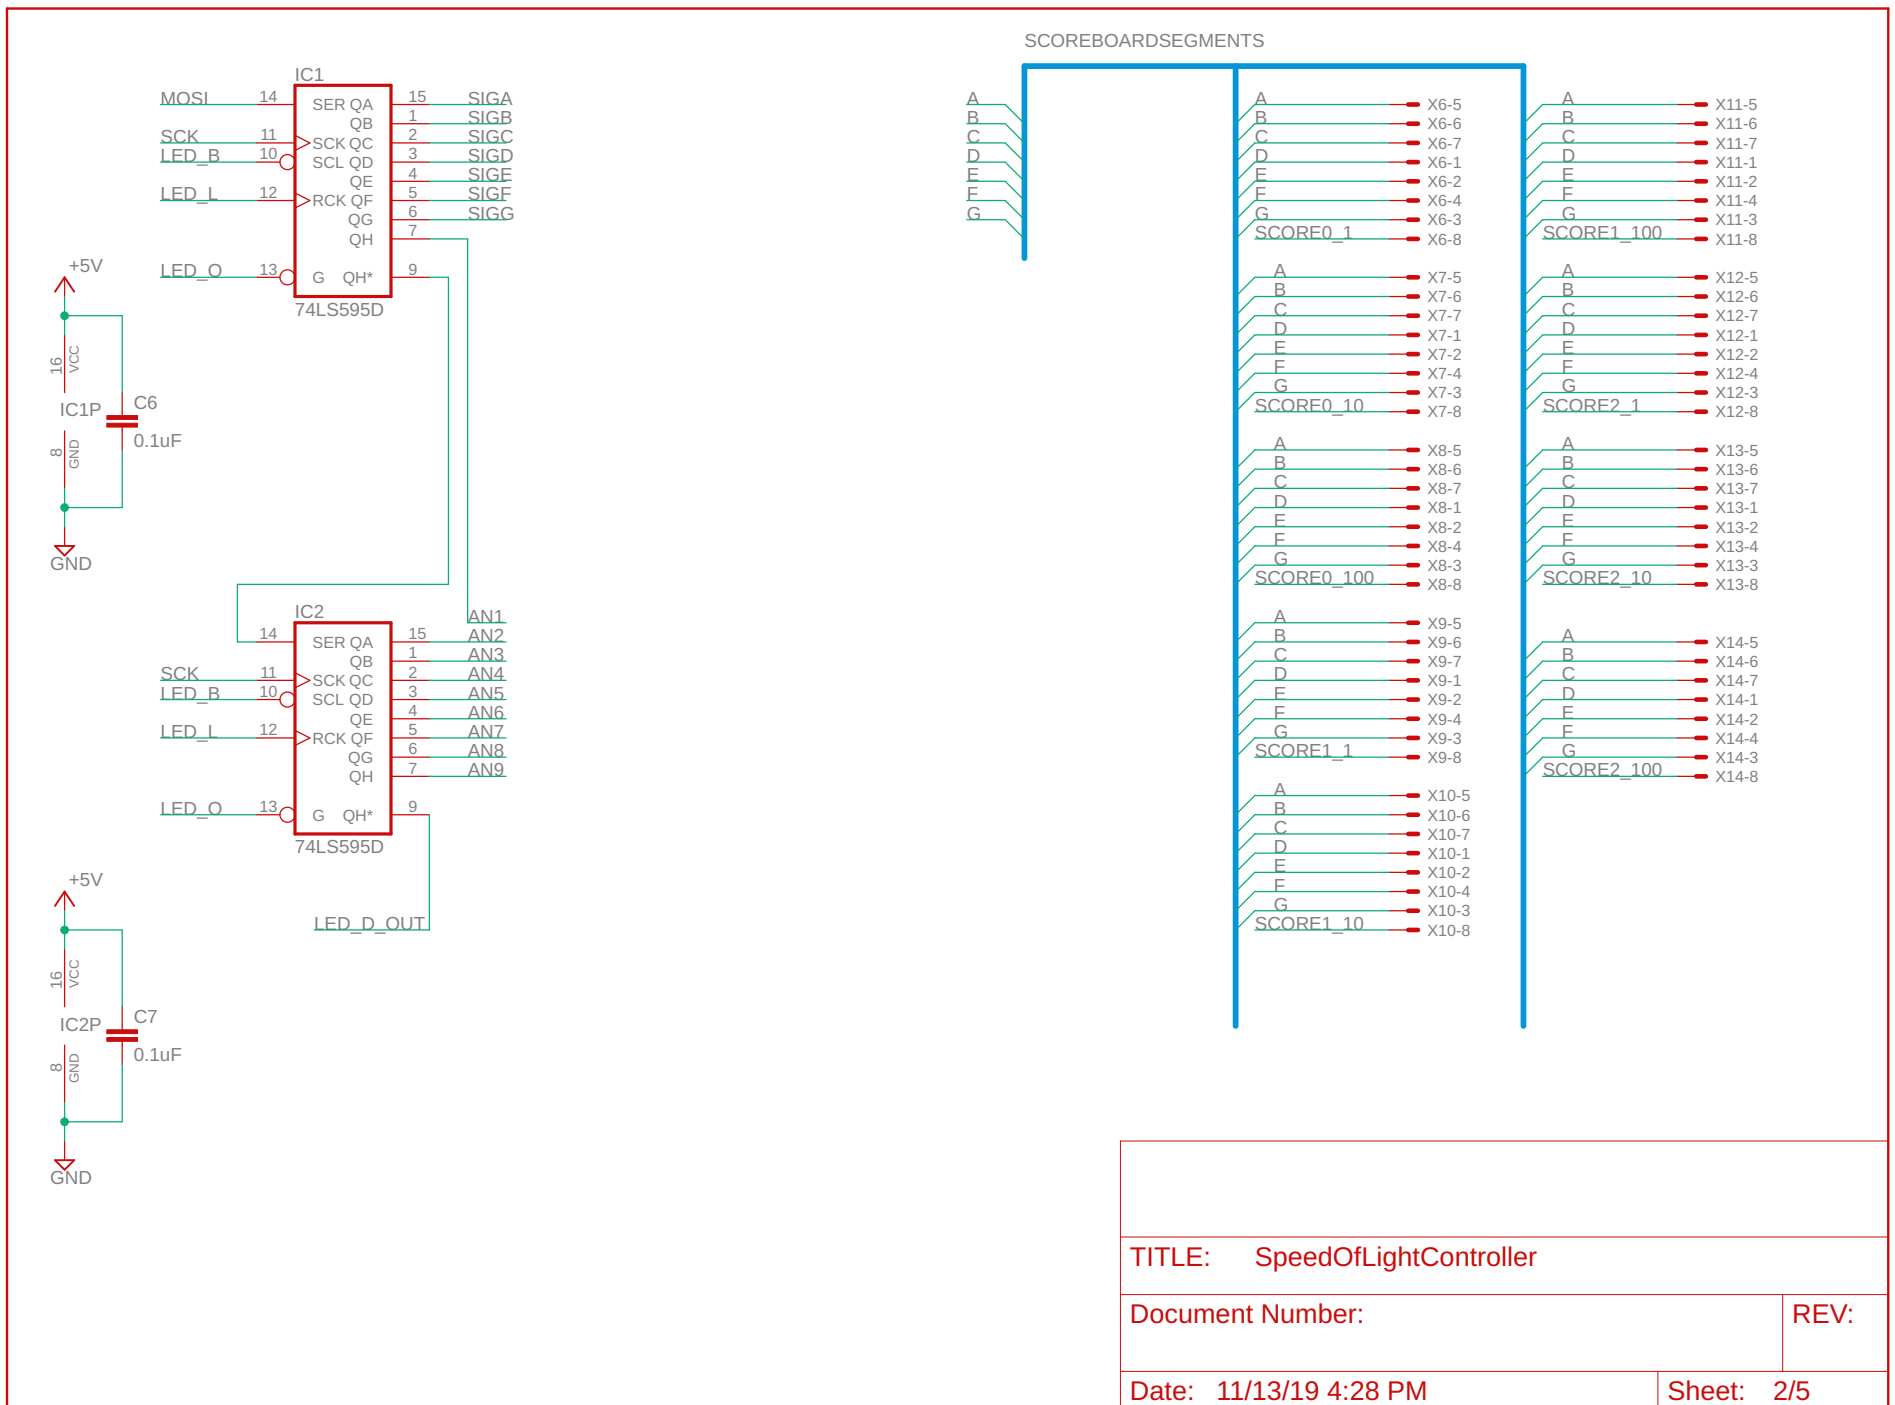 IC1
MOSI 14 SER QA 15 SIGA
QB 1 SIGB
SCK 11 SCK QC 2 SIGC
LED_B 10 SCL QD 3 SIGD
QE 4 SIGE
LED_L 12 RCK QF 5 SIGF
QG 6 SIGG
QH 7
LED_O 13 G QH* 9
74LS595D
+5V
16 VCC
IC1P
C6
0.1uF
8 GND
GND
IC2
AN1
14 SER QA 15 AN2
QB 1 AN3
SCK 11 SCK QC 2 AN4
LED_B 10 SCL QD 3 AN5
QE 4 AN6
LED_L 12 RCK QF 5 AN7
QG 6 AN8
QH 7 AN9
LED_O 13 G QH* 9
74LS595D
LED_D_OUT
+5V
16 VCC
IC2P
C7
0.1uF
8 GND
GND
SCOREBOARDSEGMENTS
A
B
C
D
E
F
G
A X6-5
B X6-6
C X6-7
D X6-1
E X6-2
F X6-4
G X6-3
SCORE0_1 X6-8
A X7-5
B X7-6
C X7-7
D X7-1
E X7-2
F X7-4
G X7-3
SCORE0_10 X7-8
A X8-5
B X8-6
C X8-7
D X8-1
E X8-2
F X8-4
G X8-3
SCORE0_100 X8-8
A X9-5
B X9-6
C X9-7
D X9-1
E X9-2
F X9-4
G X9-3
SCORE1_1 X9-8
A X10-5
B X10-6
C X10-7
D X10-1
E X10-2
F X10-4
G X10-3
SCORE1_10 X10-8
A X11-5
B X11-6
C X11-7
D X11-1
E X11-2
F X11-4
G X11-3
SCORE1_100 X11-8
A X12-5
B X12-6
C X12-7
D X12-1
E X12-2
F X12-4
G X12-3
SCORE2_1 X12-8
A X13-5
B X13-6
C X13-7
D X13-1
E X13-2
F X13-4
G X13-3
SCORE2_10 X13-8
A X14-5
B X14-6
C X14-7
D X14-1
E X14-2
F X14-4
G X14-3
SCORE2_100 X14-8
TITLE: SpeedOfLightController
Document Number:
REV:
Date: 11/13/19 4:28 PM
Sheet: 2/5